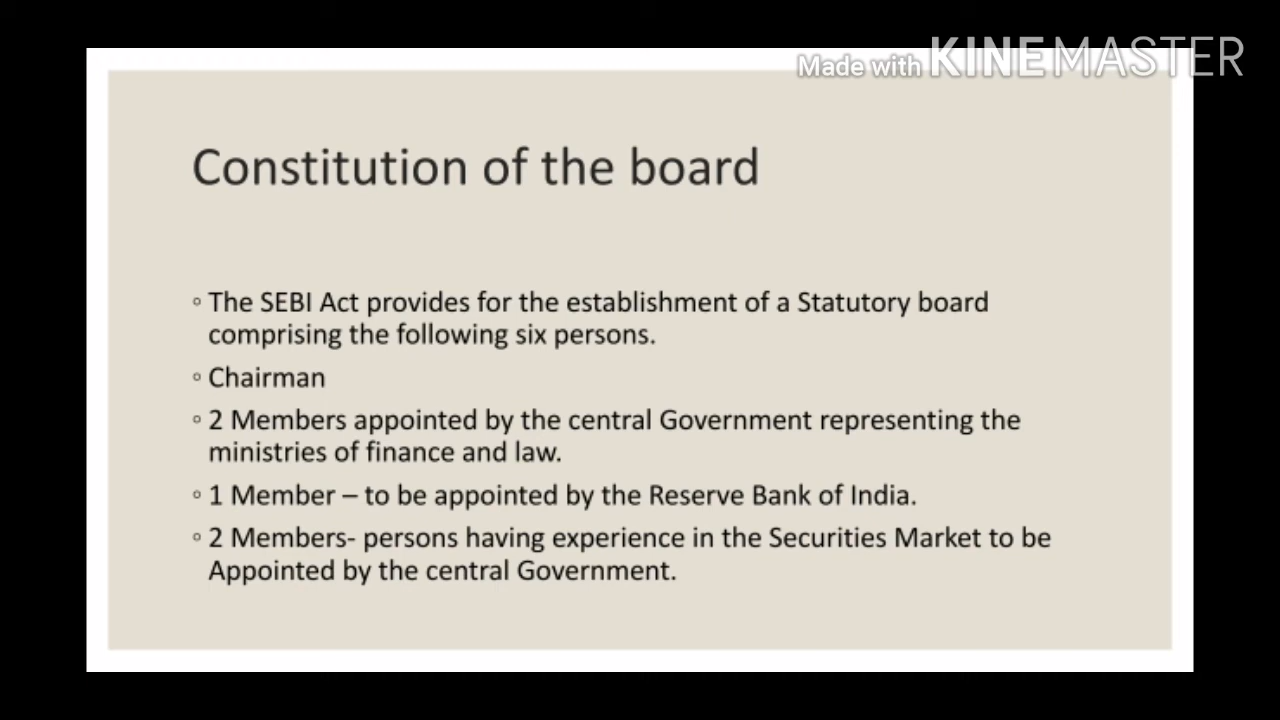 Made with KINEMASTER
Constitution of the board
◦ The SEBI Act provides for the establishment of a Statutory board
comprising the following six persons.
◦ Chairman
◦ 2 Members appointed by the central Government representing the
ministries of finance and law.
◦ 1 Member – to be appointed by the Reserve Bank of India.
◦ 2 Members- persons having experience in the Securities Market to be
Appointed by the central Government.